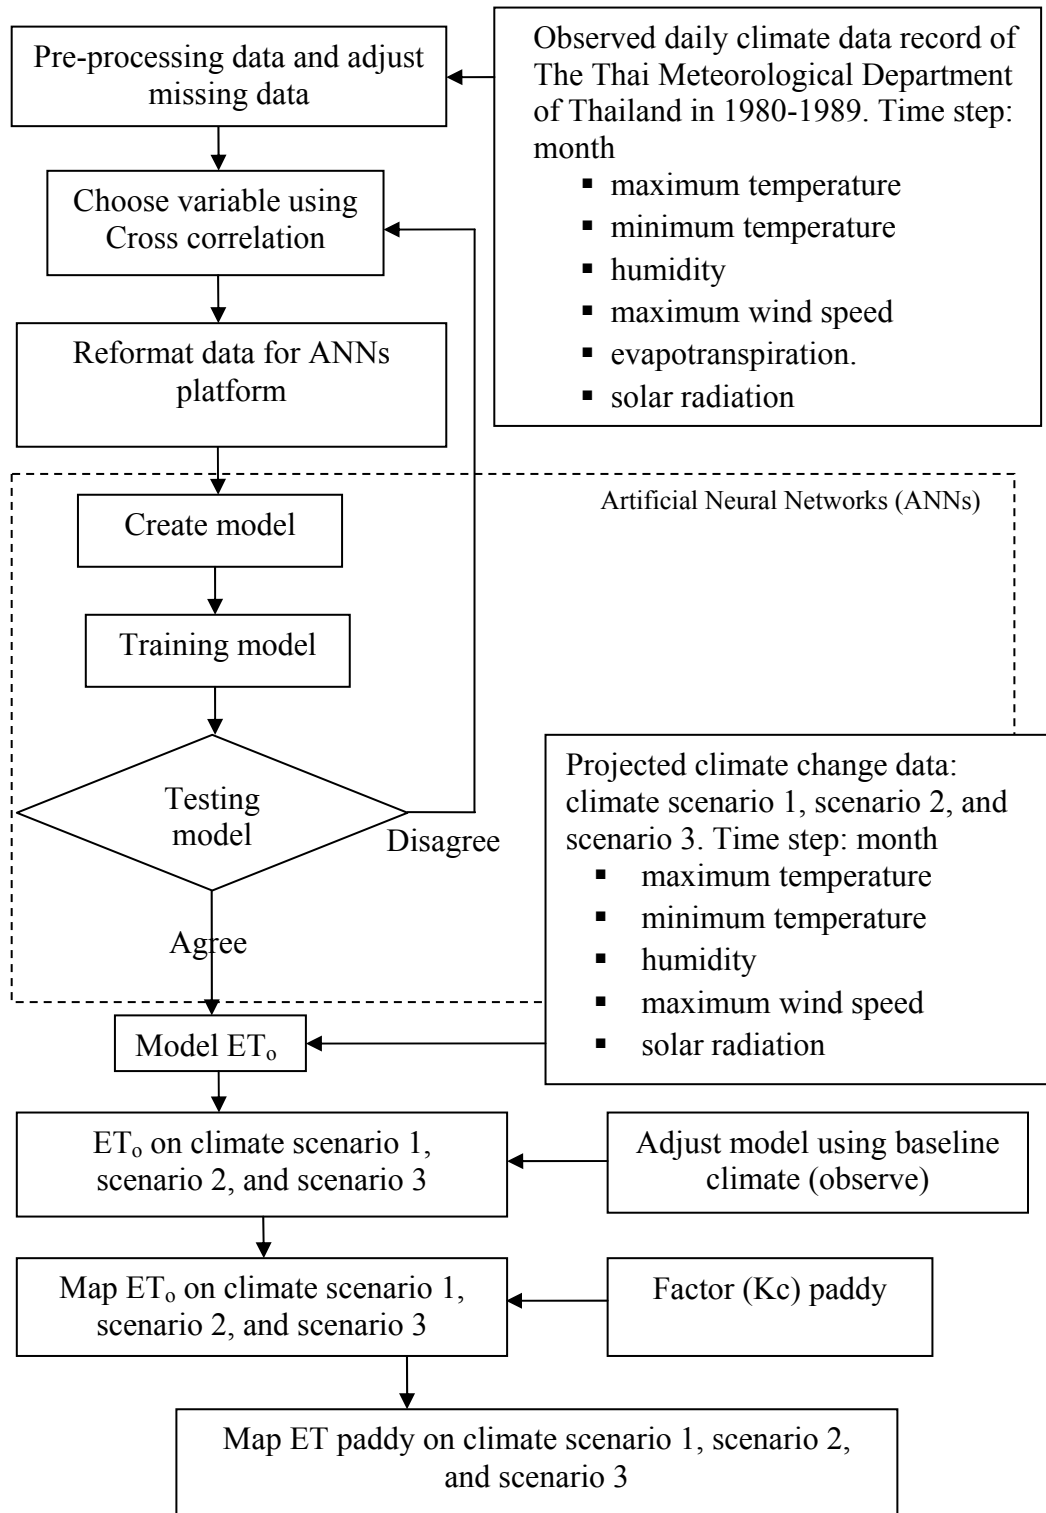 Pre-processing data and adjust
missing data
Observed daily climate data record of
The Thai Meteorological Department
of Thailand in 1980-1989. Time step:
month
▪ maximum temperature
▪ minimum temperature
▪ humidity
▪ maximum wind speed
▪ evapotranspiration.
▪ solar radiation
Choose variable using
Cross correlation
Reformat data for ANNs
platform
Artificial Neural Networks (ANNs)
Create model
Training model
Testing
model
Disagree
Agree
Projected climate change data:
climate scenario 1, scenario 2, and
scenario 3. Time step: month
▪ maximum temperature
▪ minimum temperature
▪ humidity
▪ maximum wind speed
▪ solar radiation
Model ETₒ
ETₒ on climate scenario 1,
scenario 2, and scenario 3
Adjust model using baseline
climate (observe)
Map ETₒ on climate scenario 1,
scenario 2, and scenario 3
Factor (Kc) paddy
Map ET paddy on climate scenario 1, scenario 2,
and scenario 3